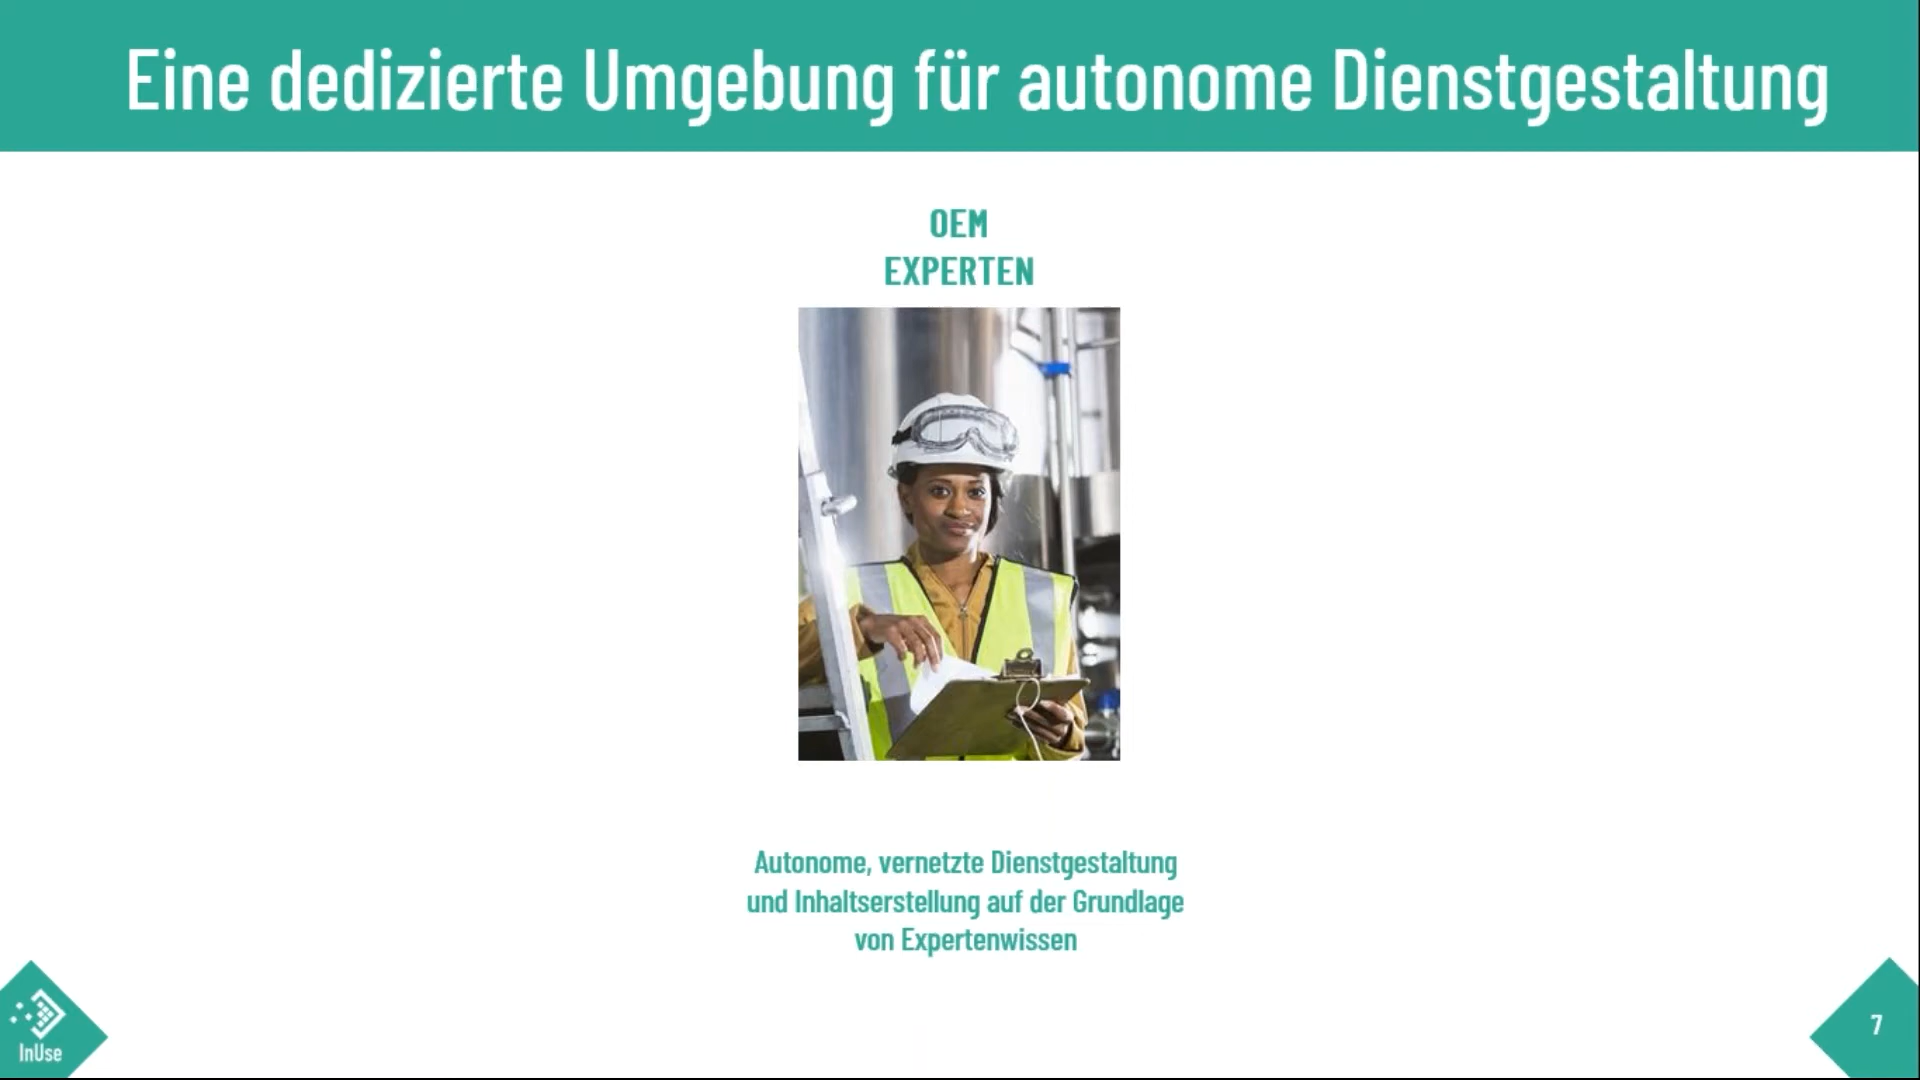 Eine dedizierte Umgebung für autonome Dienstgestaltung
OEM
EXPERTEN
Autonome, vernetzte Dienstgestaltung
und Inhaltserstellung auf der Grundlage
von Expertenwissen
InUse
7